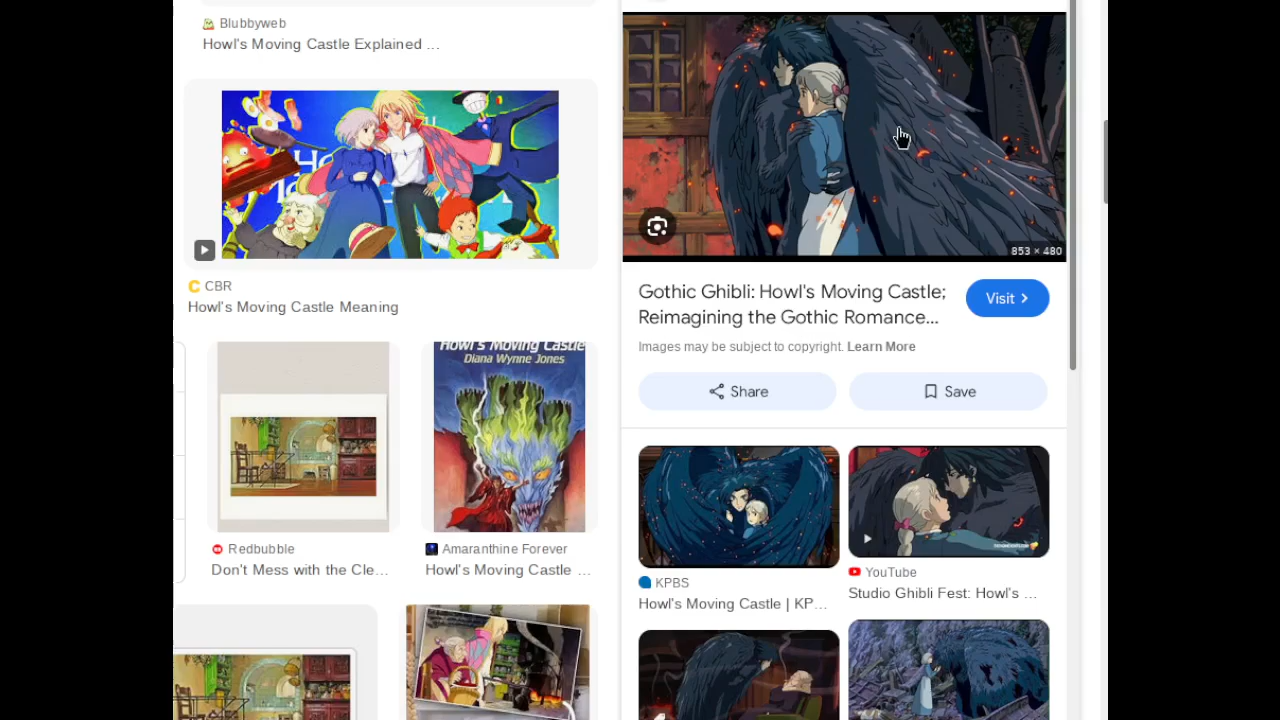 Blubbyweb
Howl's Moving Castle Explained ...
CBR
Howl's Moving Castle Meaning
Howl's Moving Castle
Diana Wynne Jones
Redbubble
Don't Mess with the Cle...
Amaranthine Forever
Howl's Moving Castle ...
853 × 480
Gothic Ghibli: Howl's Moving Castle;
Reimagining the Gothic Romance...
Visit
Images may be subject to copyright. Learn More
Share
Save
KPBS
Howl's Moving Castle | KP...
YouTube
Studio Ghibli Fest: Howl's ...